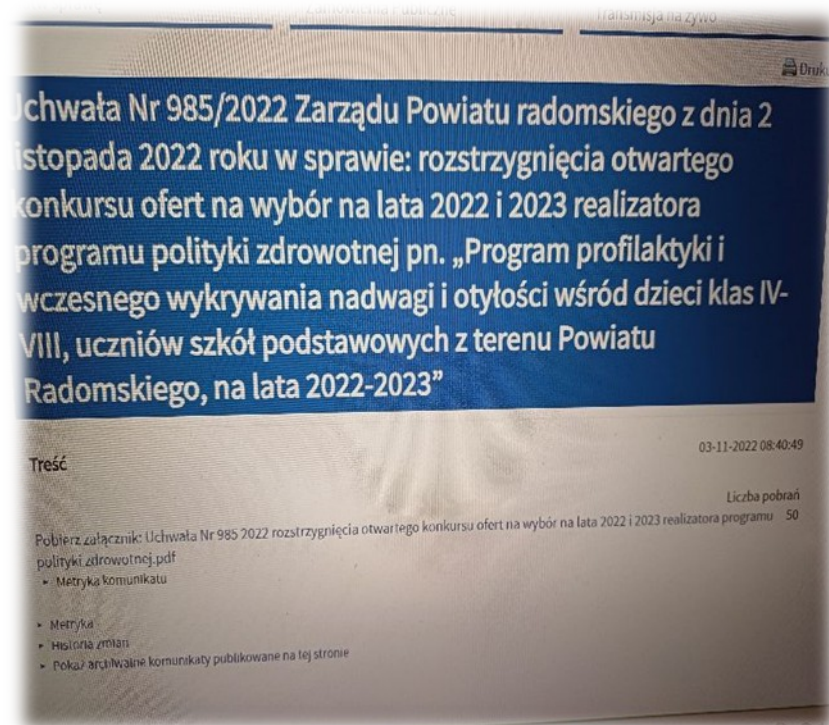 Zamówienia Publiczne
Transmisja na żywo
Druku
Uchwała Nr 985/2022 Zarządu Powiatu radomskiego z dnia 2
listopada 2022 roku w sprawie: rozstrzygnięcia otwartego
konkursu ofert na wybór na lata 2022 i 2023 realizatora
programu polityki zdrowotnej pn. „Program profilaktyki i
wczesnego wykrywania nadwagi i otyłości wśród dzieci klas IV-
VIII, uczniów szkół podstawowych z terenu Powiatu
Radomskiego, na lata 2022-2023”
03-11-2022 08:40:49
Treść
Liczba pobrań
Pobierz załącznik: Uchwała Nr 985 2022 rozstrzygnięcia otwartego konkursu ofert na wybór na lata 2022 i 2023 realizatora programu 50
polityki zdrowotnej.pdf
Metryka komunikatu
Metryka
Historia zmian
Pokaż archiwalne komunikaty publikowane na tej stronie